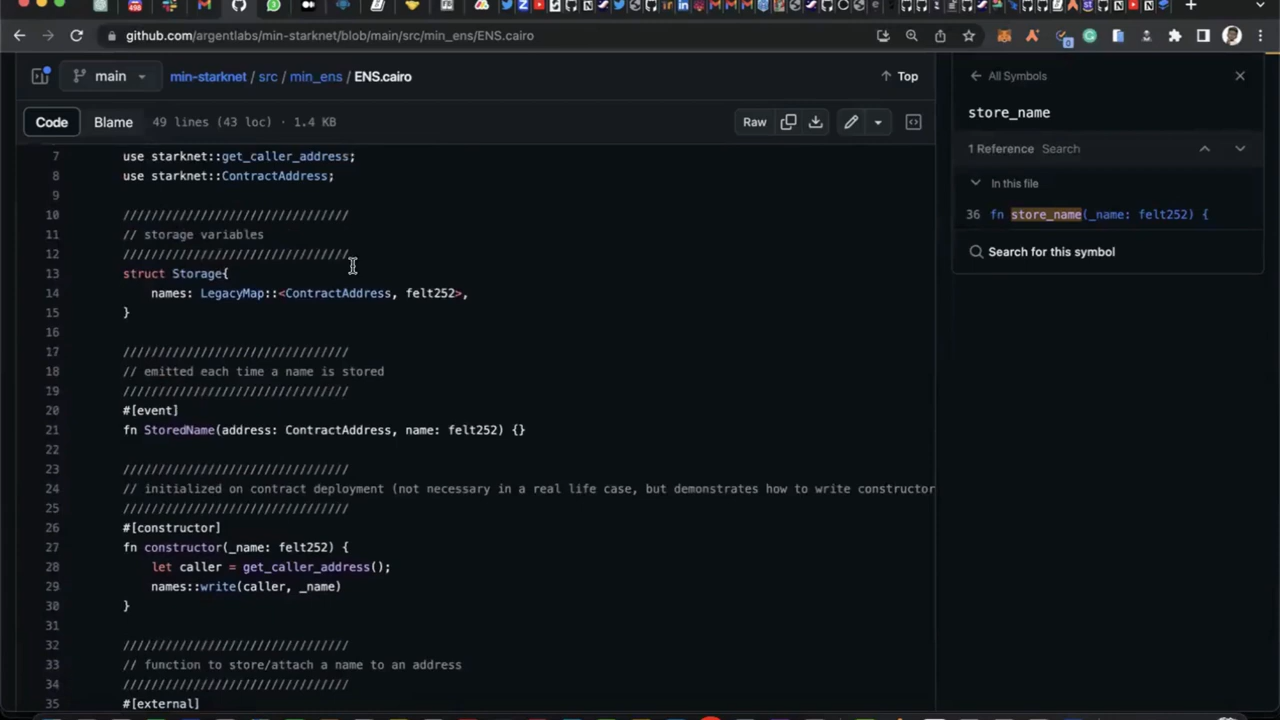 github.com/argentlabs/min-starknet/blob/main/src/min_ens/ENS.cairo
main
min-starknet / src / min_ens / ENS.cairo
Top
Code
Blame
49 lines (43 loc) · 1.4 KB
Raw
7 use starknet::get_caller_address;
8 use starknet::ContractAddress;
9
10 ////////////////////////////////
11 // storage variables
12 ////////////////////////////////
13 struct Storage{
14 names: LegacyMap::<ContractAddress, felt252>,
15 }
16
17 ////////////////////////////////
18 // emitted each time a name is stored
19 ////////////////////////////////
20 #[event]
21 fn StoredName(address: ContractAddress, name: felt252) {}
22
23 ////////////////////////////////
24 // initialized on contract deployment (not necessary in a real life case, but demonstrates how to write constructor
25 ////////////////////////////////
26 #[constructor]
27 fn constructor(_name: felt252) {
28 let caller = get_caller_address();
29 names::write(caller, _name)
30 }
31
32 ////////////////////////////////
33 // function to store/attach a name to an address
34 ////////////////////////////////
35 #[external]
All Symbols
store_name
1 Reference Search
In this file
36 fn store_name(_name: felt252) {
Search for this symbol